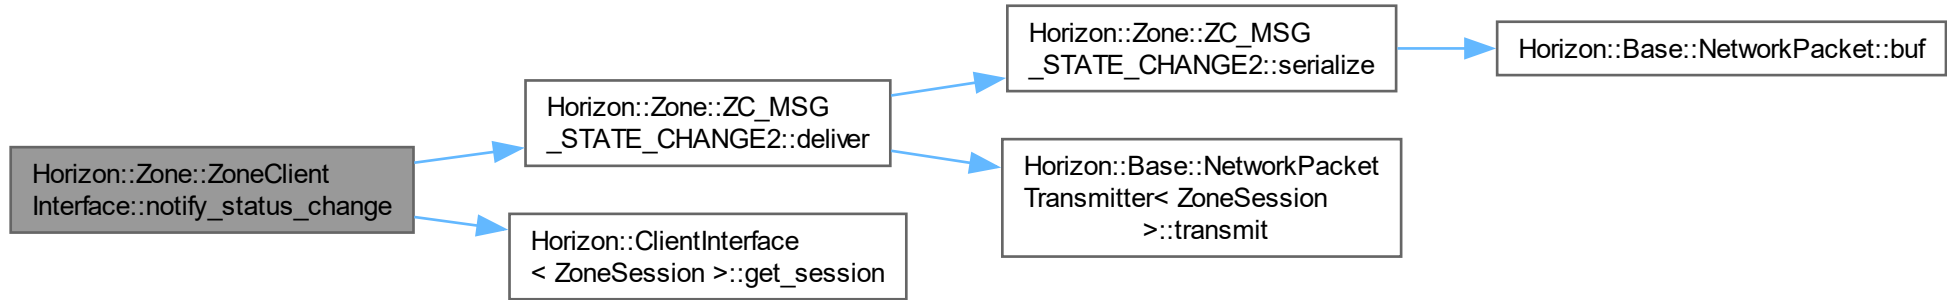 Horizon::Zone::ZoneClient
Interface::notify_status_change
Horizon::Zone::ZC_MSG
_STATE_CHANGE2::deliver
Horizon::Zone::ZC_MSG
_STATE_CHANGE2::serialize
Horizon::Base::NetworkPacket::buf
Horizon::Base::NetworkPacket
Transmitter< ZoneSession
>::transmit
Horizon::ClientInterface
< ZoneSession >::get_session